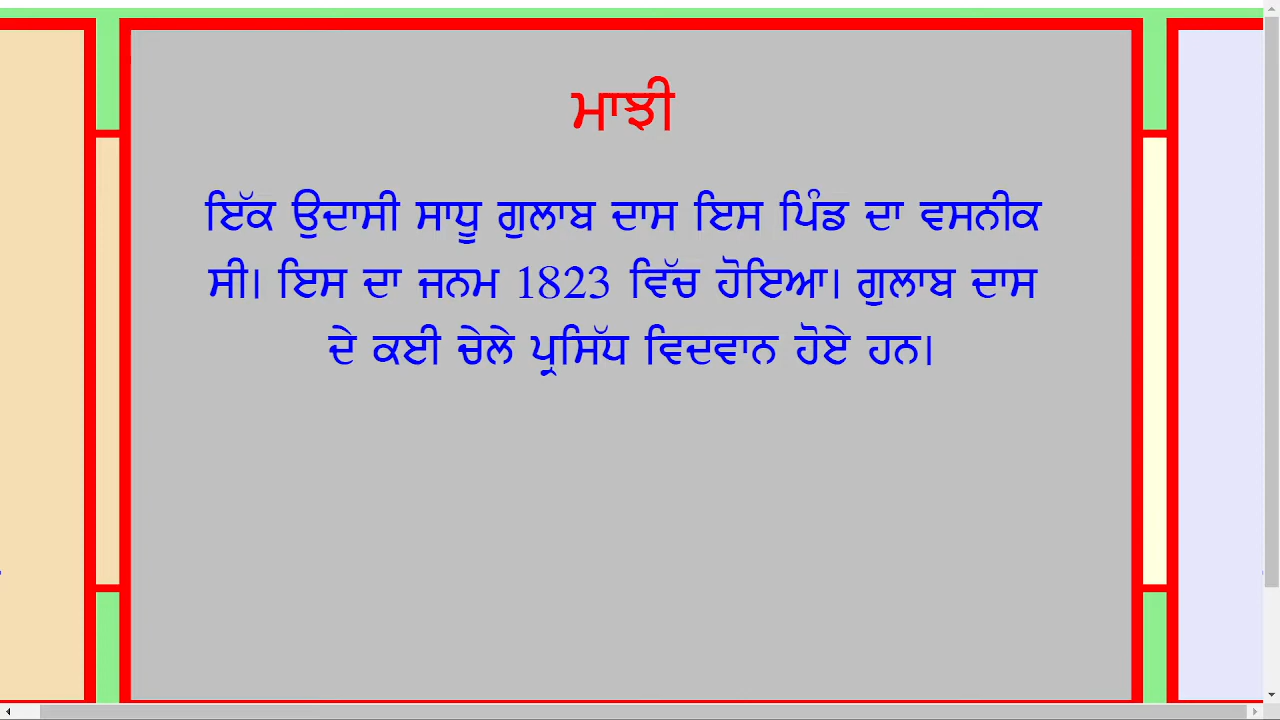 ਮਾਝੀ
ਇੱਕ ਉਦਾਸੀ ਸਾਧੂ ਗੁਲਾਬ ਦਾਸ ਇਸ ਪਿੰਡ ਦਾ ਵਸਨੀਕ
ਸੀ। ਇਸ ਦਾ ਜਨਮ 1823 ਵਿੱਚ ਹੋਇਆ। ਗੁਲਾਬ ਦਾਸ
ਦੇ ਕਈ ਚੇਲੇ ਪ੍ਰਸਿੱਧ ਵਿਦਵਾਨ ਹੋਏ ਹਨ।